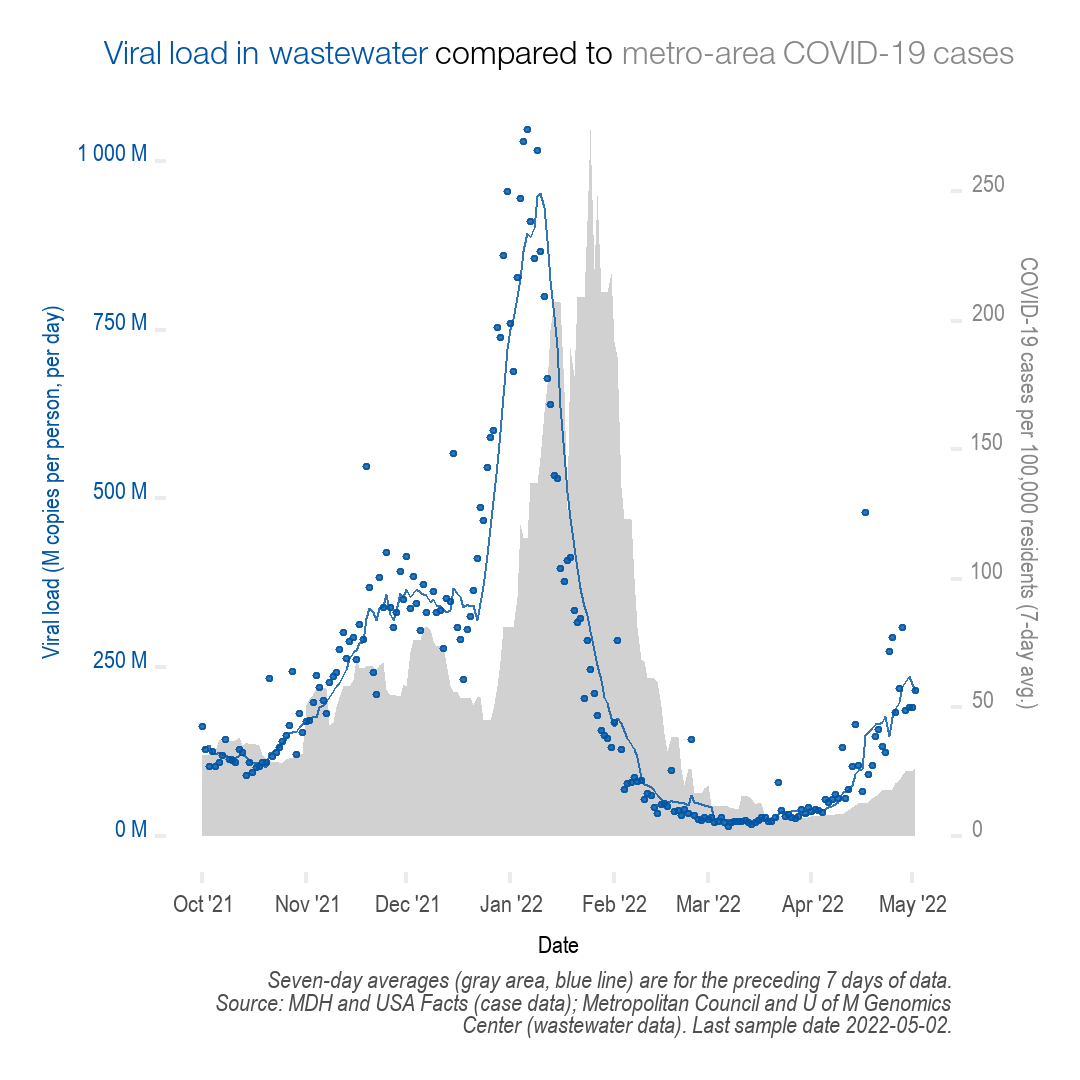 Viral load in wastewater compared to metro-area COVID-19 cases
1 000 M
750 M
500 M
250 M
0 M
Viral load (M copies per person, per day)
250
200
150
100
50
0
COVID-19 cases per 100,000 residents (7-day avg.)
Oct '21 Nov '21 Dec '21 Jan '22 Feb '22 Mar '22 Apr '22 May '22
Date
Seven-day averages (gray area, blue line) are for the preceding 7 days of data.
Source: MDH and USA Facts (case data); Metropolitan Council and U of M Genomics
Center (wastewater data). Last sample date 2022-05-02.